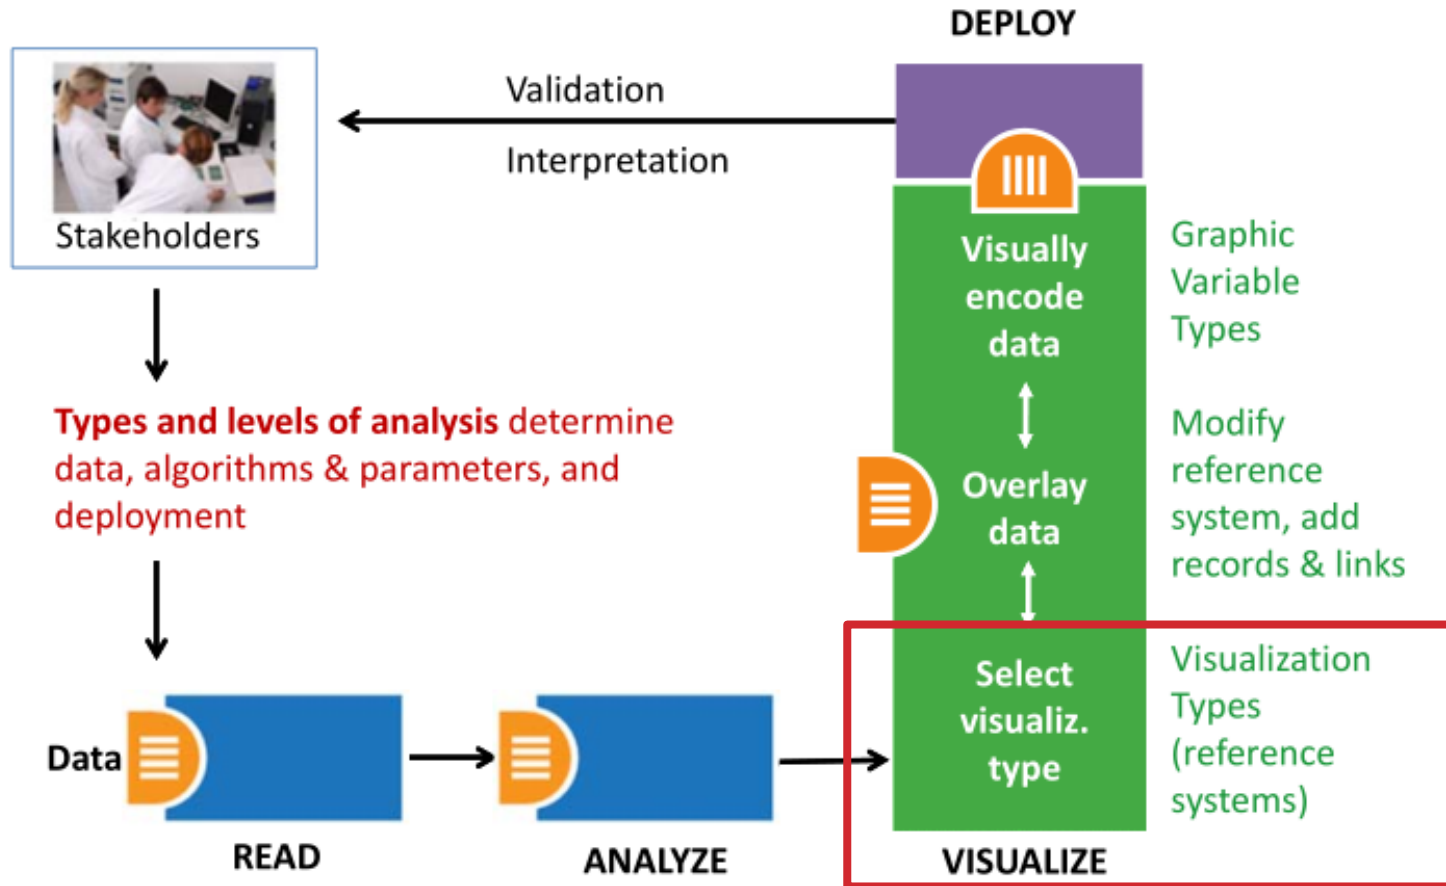 DEPLOY
Validation
Interpretation
Stakeholders
Visually
encode
data
Graphic
Variable
Types
Types and levels of analysis determine
data, algorithms & parameters, and
deployment
Overlay
data
Modify
reference
system, add
records & links
Select
visualiz.
type
Visualization
Types
(reference
systems)
Data
READ
ANALYZE
VISUALIZE